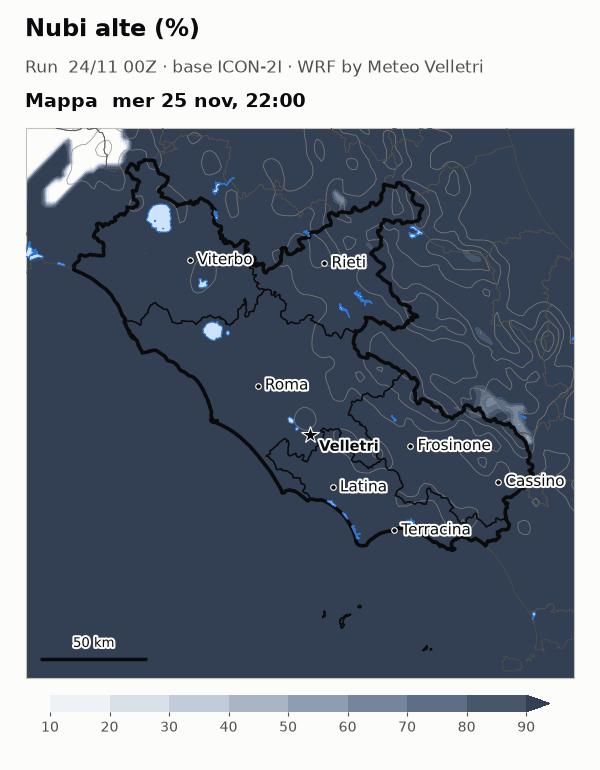 Nubi alte (%)
Run  24/11 00Z · base ICON-2I · WRF by Meteo Velletri
Mappa  mer 25 nov, 22:00
Viterbo
Rieti
Roma
Velletri
Frosinone
Latina
Cassino
Terracina
50 km
10 20 30 40 50 60 70 80 90